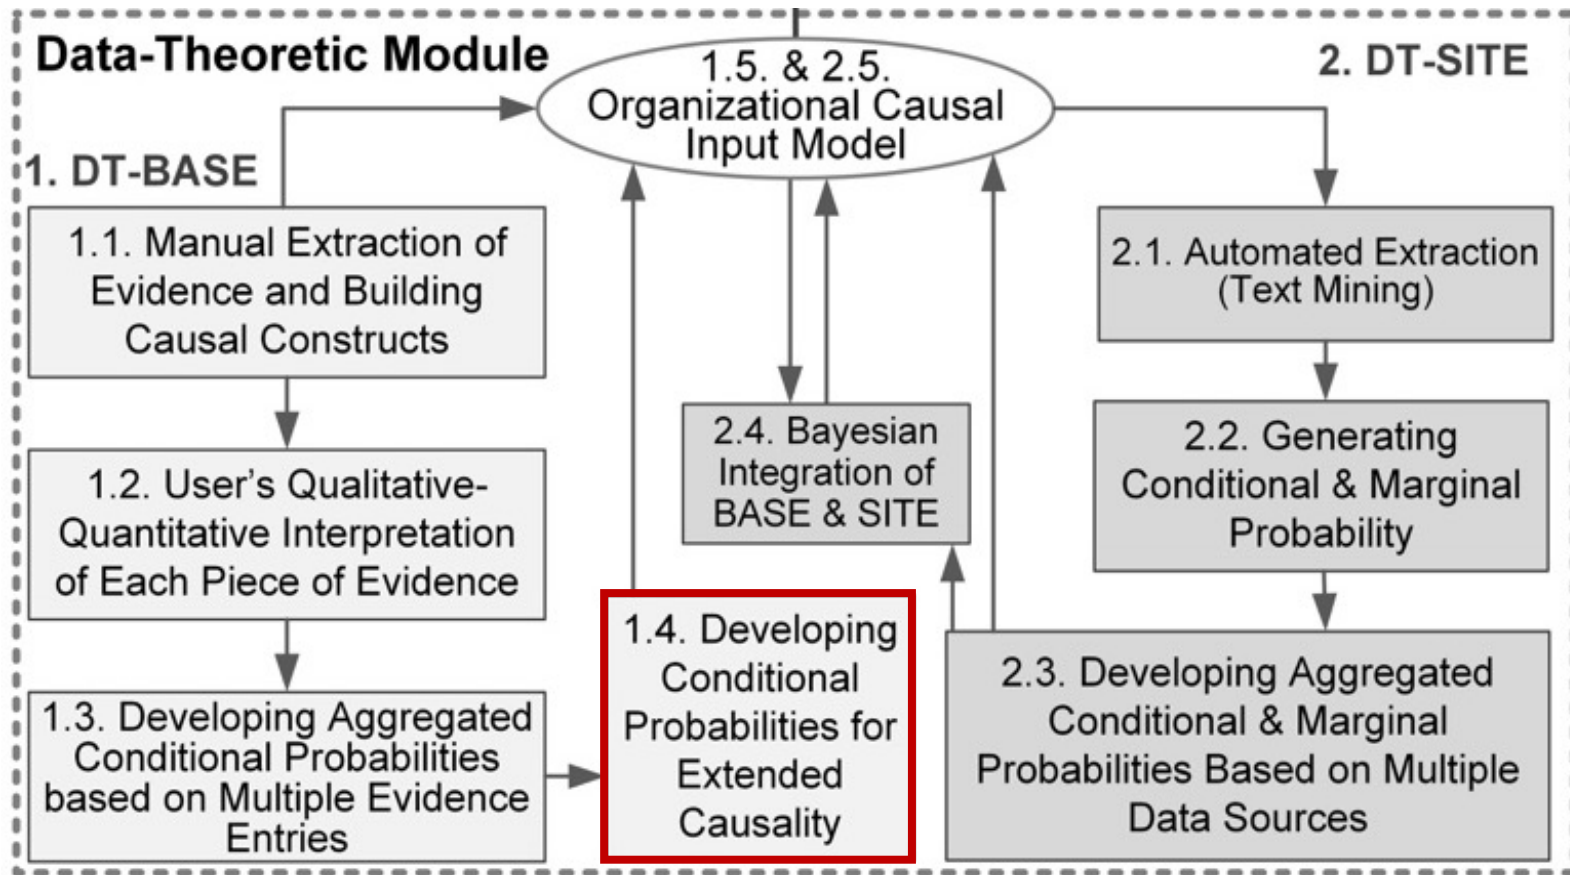 Data-Theoretic Module
1.5. & 2.5.
Organizational Causal
Input Model
2. DT-SITE
1. DT-BASE
1.1. Manual Extraction of
Evidence and Building
Causal Constructs
1.2. User’s Qualitative-
Quantitative Interpretation
of Each Piece of Evidence
1.3. Developing Aggregated
Conditional Probabilities
based on Multiple Evidence
Entries
1.4. Developing
Conditional
Probabilities for
Extended
Causality
2.4. Bayesian
Integration of
BASE & SITE
2.1. Automated Extraction
(Text Mining)
2.2. Generating
Conditional & Marginal
Probability
2.3. Developing Aggregated
Conditional & Marginal
Probabilities Based on Multiple
Data Sources